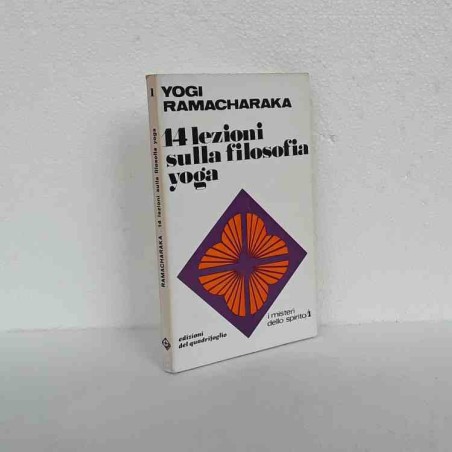 YOGI
RAMACHARAKA
14 lezioni
sulla filosofia
yoga
i misteri
dello spirito/1
edizioni
del quadrifoglio
1
RAMACHARAKA 14 lezioni sulla filosofia yoga